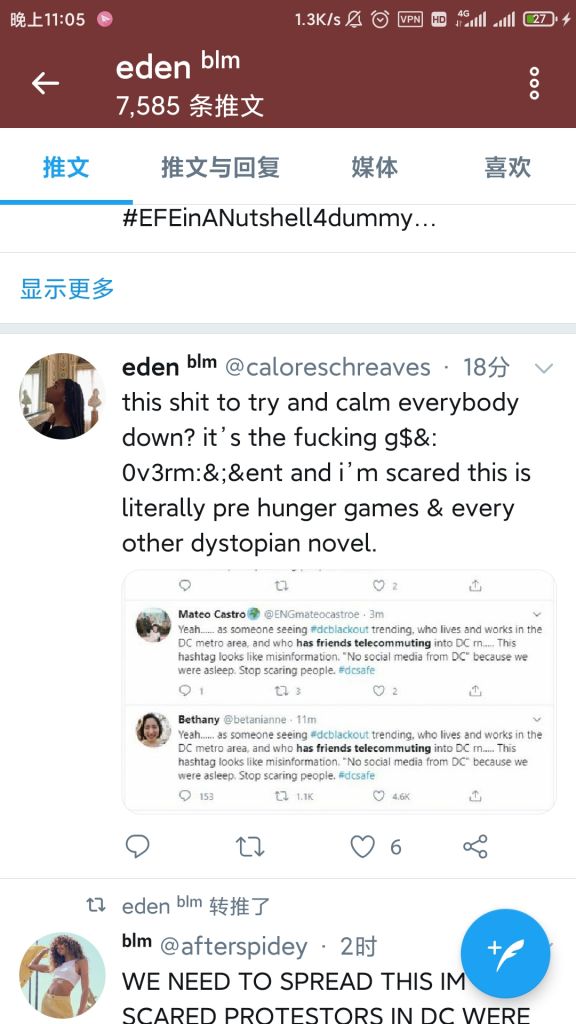 晚上11:05 1.3K/s VPN HD 4G 27
eden blm
7,585 条推文
推文 推文与回复 媒体 喜欢
#EFEinANutshell4dummy…
显示更多
eden blm @caloreschreaves · 18分
this shit to try and calm everybody
down? it's the fucking g$&:
0v3rm:&;&ent and i'm scared this is
literally pre hunger games & every
other dystopian novel.
2
Mateo Castro @ENGmateocastroe · 3m
Yeah...... as someone seeing #dcblackout trending, who lives and works in the
DC metro area, and who has friends telecommuting into DC rn..... This
hashtag looks like misinformation. "No social media from DC" because we
were asleep. Stop scaring people. #dcsafe
1 3 2
Bethany @betanianne · 11m
Yeah...... as someone seeing #dcblackout trending, who lives and works in the
DC metro area, and who has friends telecommuting into DC rn..... This
hashtag looks like misinformation. "No social media from DC" because we
were asleep. Stop scaring people. #dcsafe
153 1.1K 4.6K
6
eden blm 转推了
blm @afterspidey · 2时
WE NEED TO SPREAD THIS IM
SCARED PROTESTORS IN DC WERE